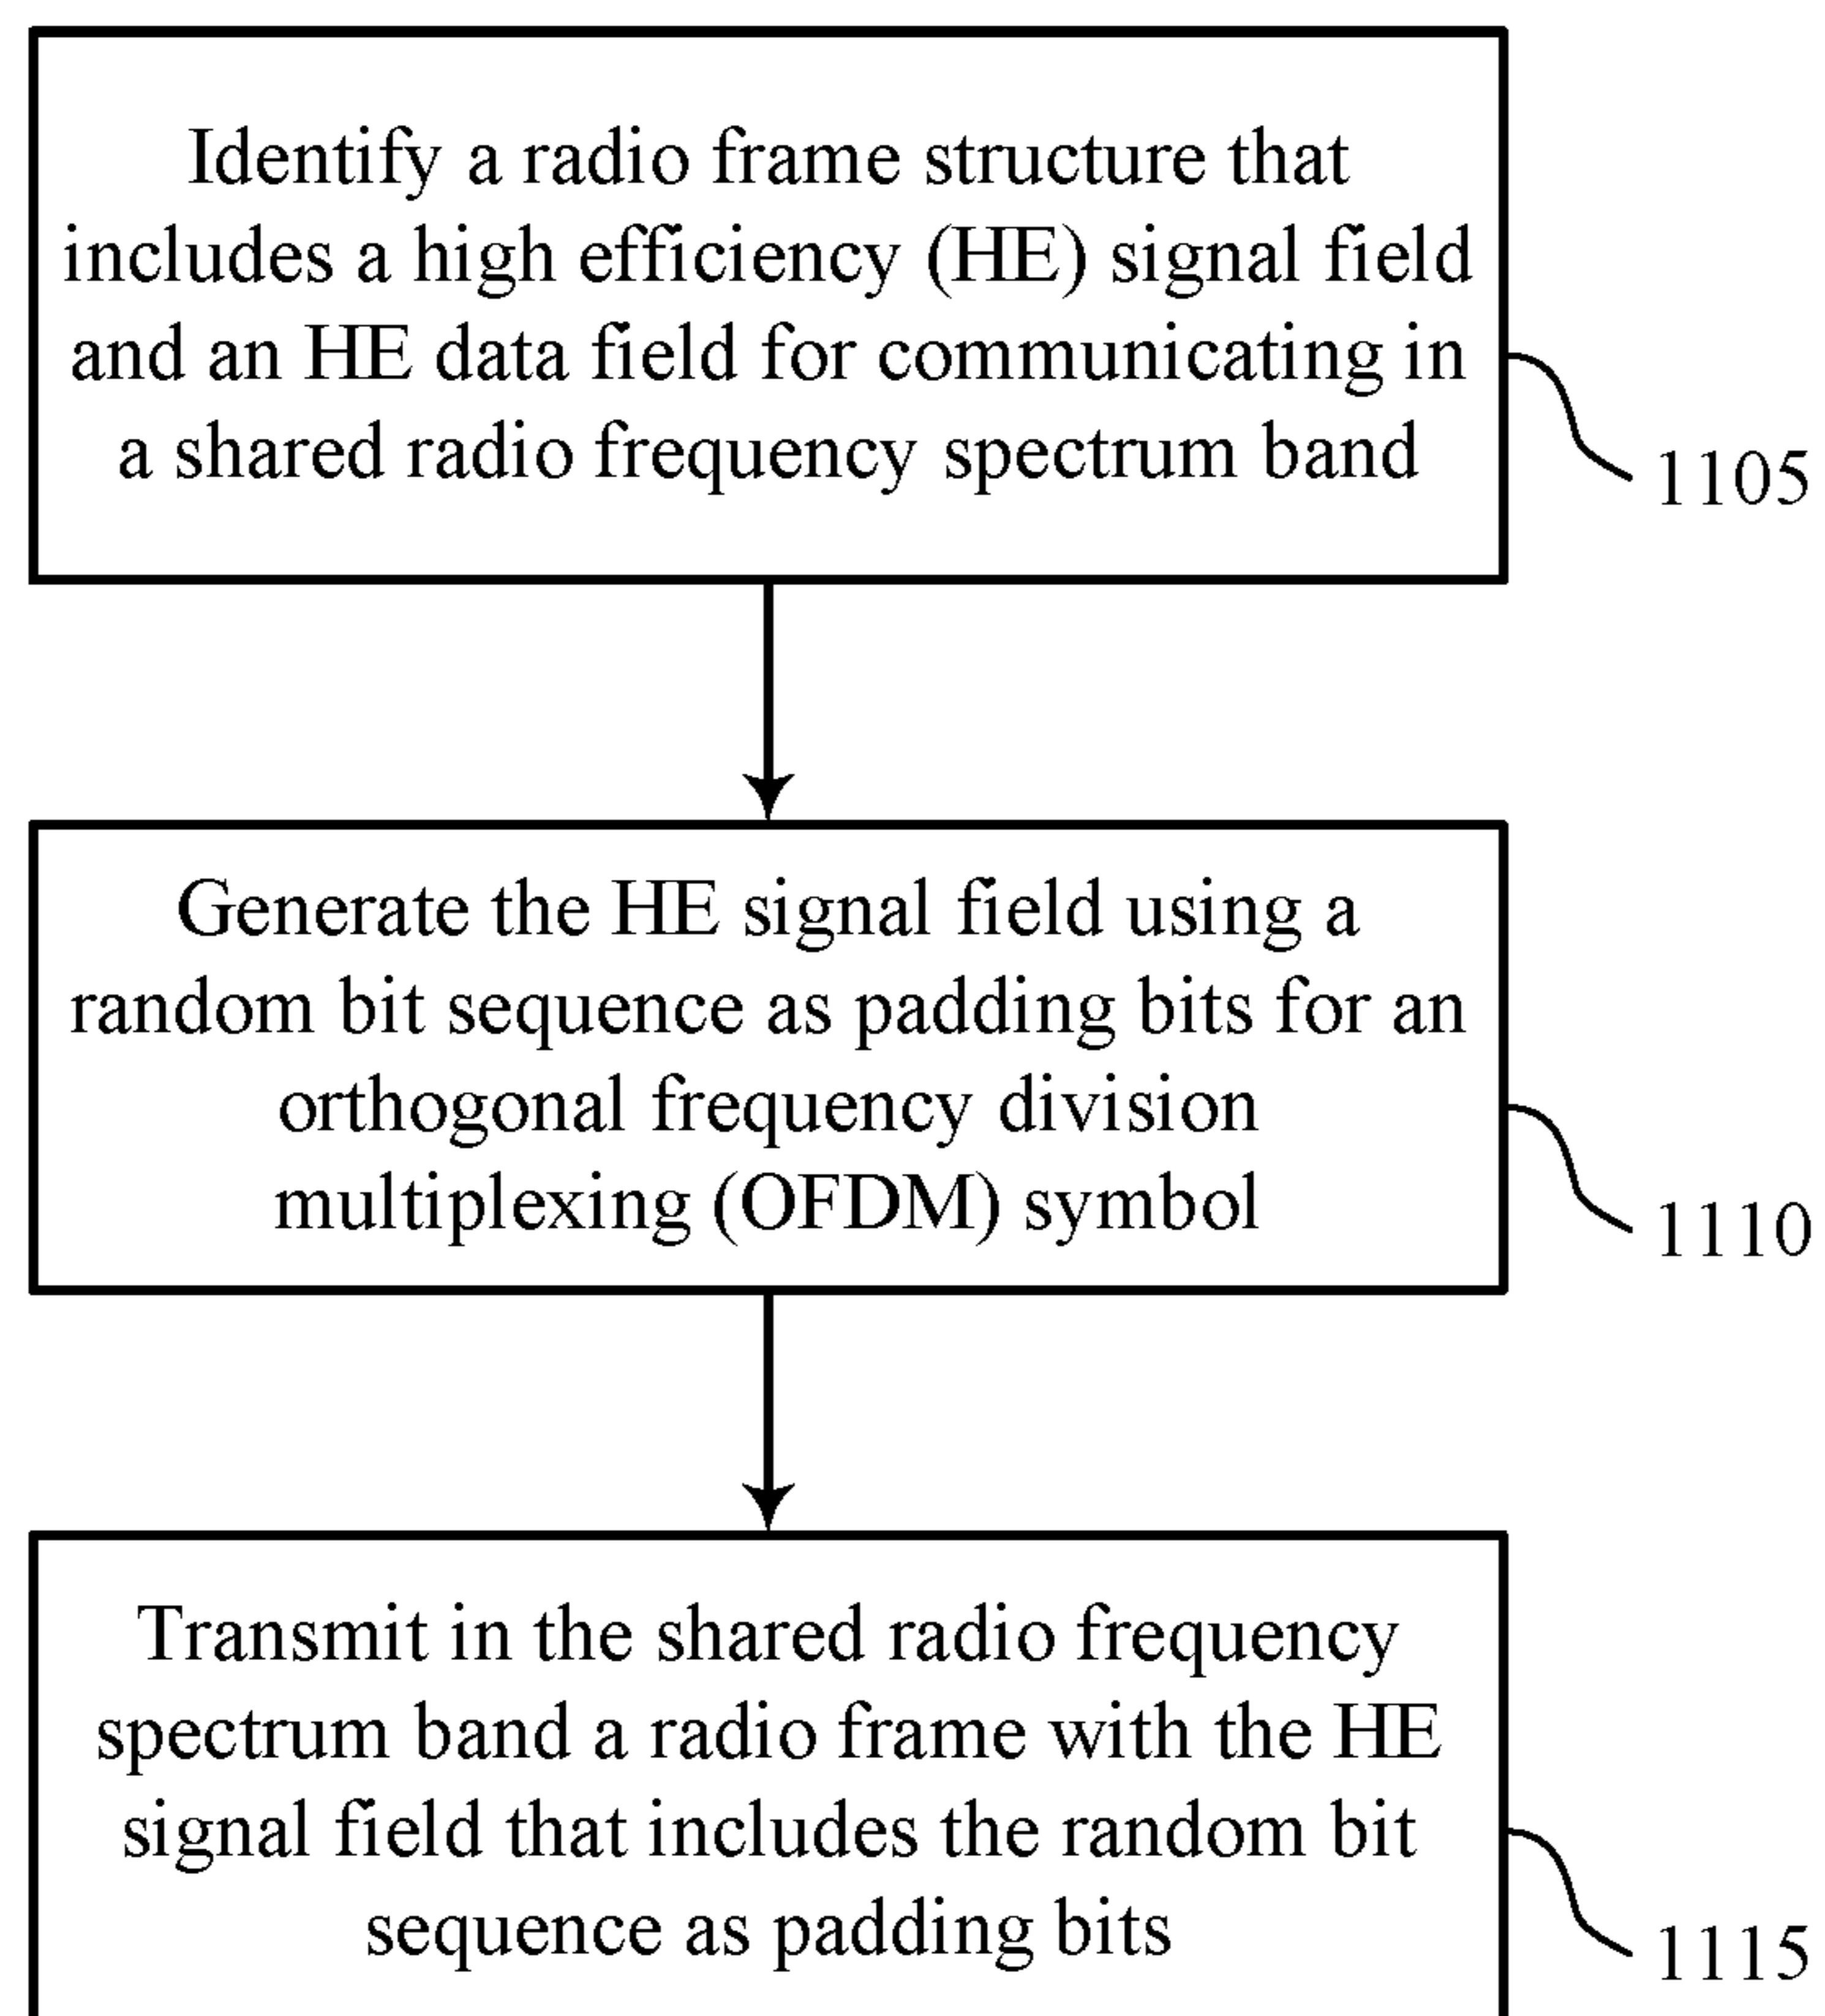 Identify a radio frame structure that
includes a high efficiency (HE) signal field
and an HE data field for communicating in
a shared radio frequency spectrum band
1105
Generate the HE signal field using a
random bit sequence as padding bits for an
orthogonal frequency division
multiplexing (OFDM) symbol
1110
Transmit in the shared radio frequency
spectrum band a radio frame with the HE
signal field that includes the random bit
sequence as padding bits
1115